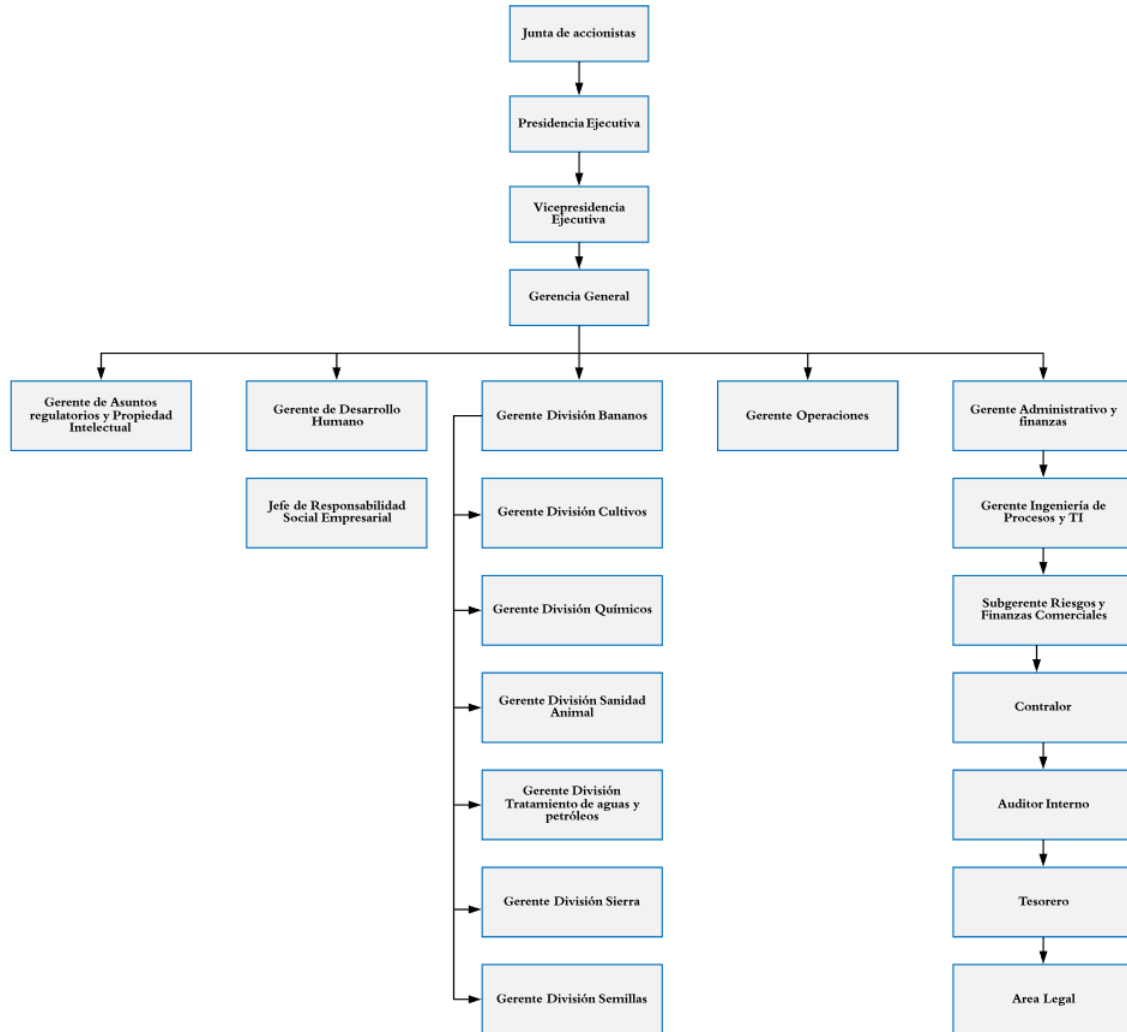 Junta de accionistas
Presidencia Ejecutiva
Vicepresidencia
Ejecutiva
Gerencia General
Gerente de Asuntos
regulatorios y Propiedad
Intelectual
Gerente de Desarrollo
Humano
Gerente División Bananos
Gerente Operaciones
Gerente Administrativo y
finanzas
Jefe de Responsabilidad
Social Empresarial
Gerente División Cultivos
Gerente Ingeniería de
Procesos y TI
Gerente División Químicos
Subgerente Riesgos y
Finanzas Comerciales
Gerente División Sanidad
Animal
Contralor
Gerente División
Tratamiento de aguas y
petróleos
Auditor Interno
Gerente División Sierra
Tesorero
Gerente División Semillas
Area Legal